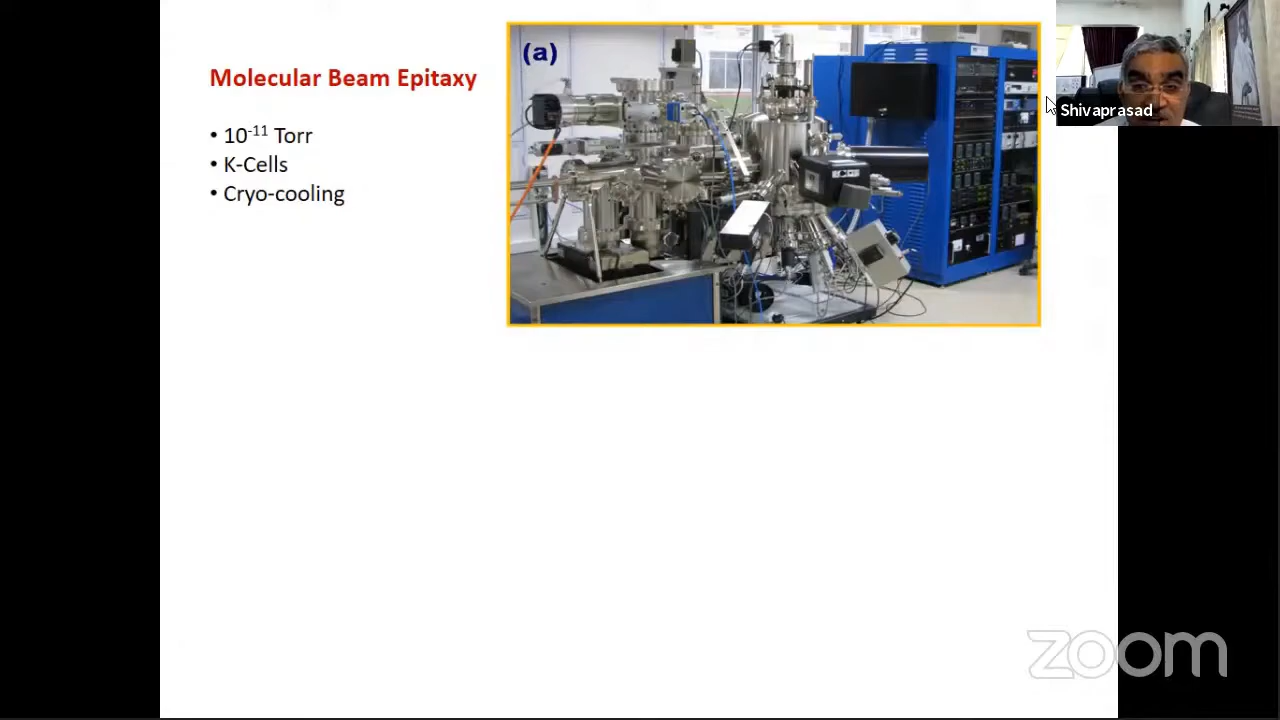 (a)
Molecular Beam Epitaxy
• 10⁻¹¹ Torr
• K-Cells
• Cryo-cooling
Shivaprasad
zoom